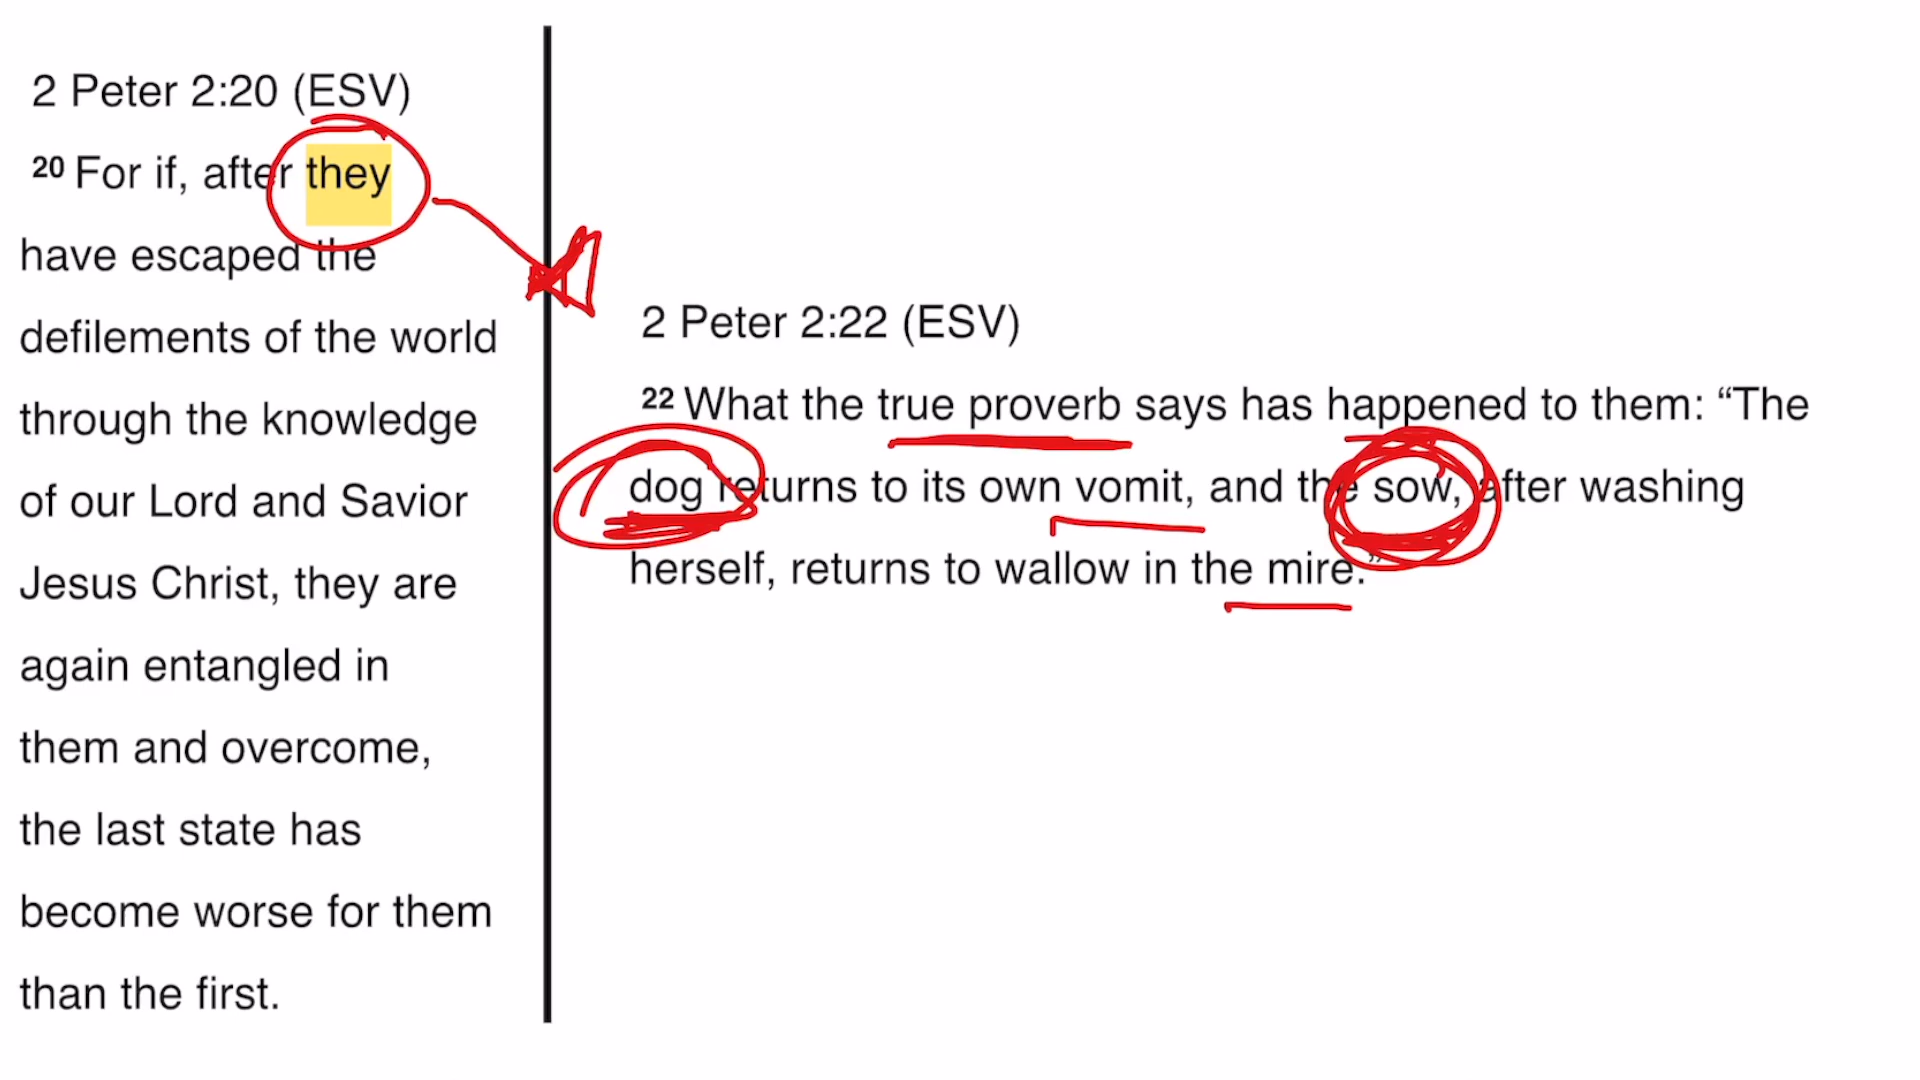 2 Peter 2:20 (ESV)
20 For if, after they
have escaped the
defilements of the world
through the knowledge
of our Lord and Savior
Jesus Christ, they are
again entangled in
them and overcome,
the last state has
become worse for them
than the first.
2 Peter 2:22 (ESV)
22 What the true proverb says has happened to them: “The
dog returns to its own vomit, and the sow, after washing
herself, returns to wallow in the mire.”